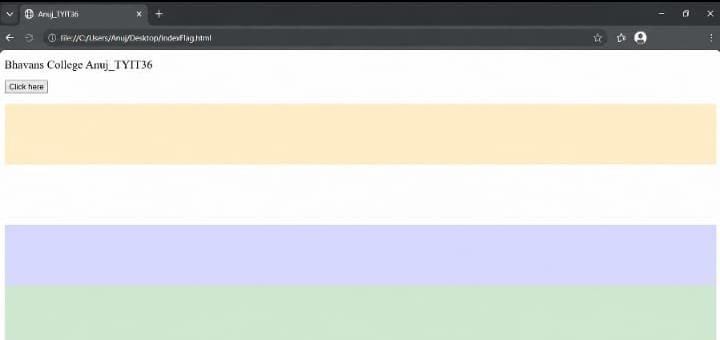 Anuj_TYIT36
file://C:/Users/Anuj/Desktop/indexFlag.html
Bhavans College Anuj_TYIT36
Click here